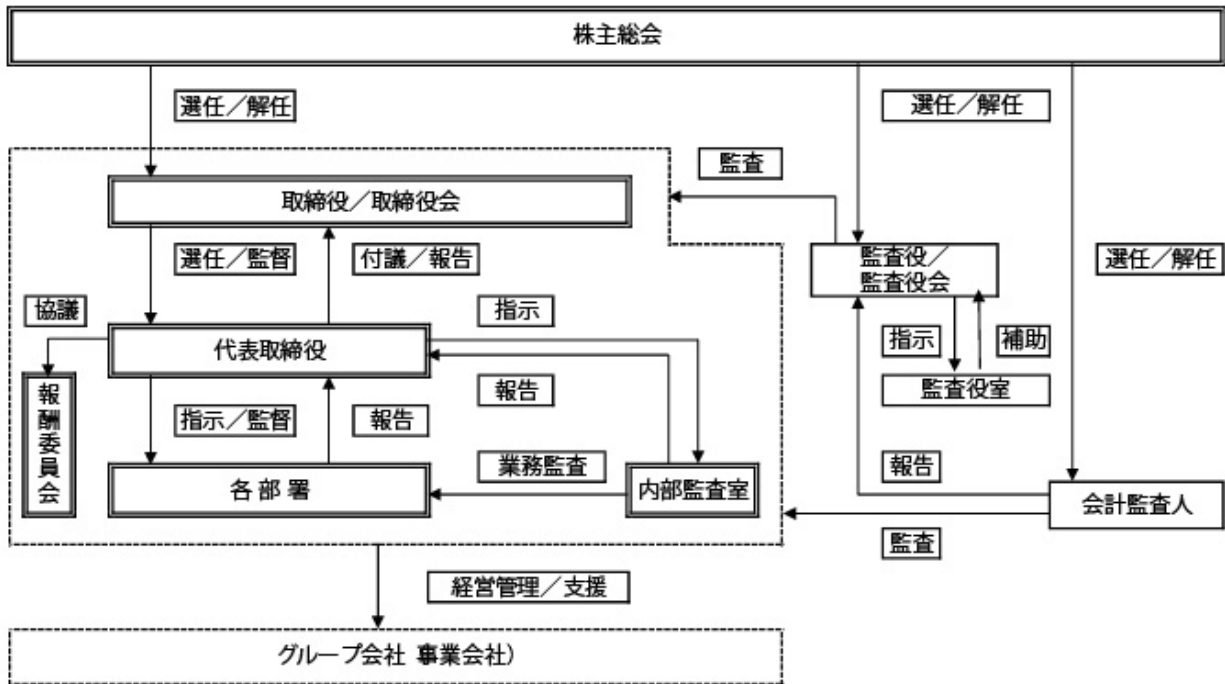 株主総会
選任／解任
選任／解任
監査
取締役／取締役会
選任／監督
付議／報告
監査役／
監査役会
選任／解任
協議
指示
代表取締役
指示
補助
報告
監査役室
報酬委員会
指示／監督
報告
業務監査
報告
各部署
内部監査室
会計監査人
監査
経営管理／支援
グループ会社 事業会社）